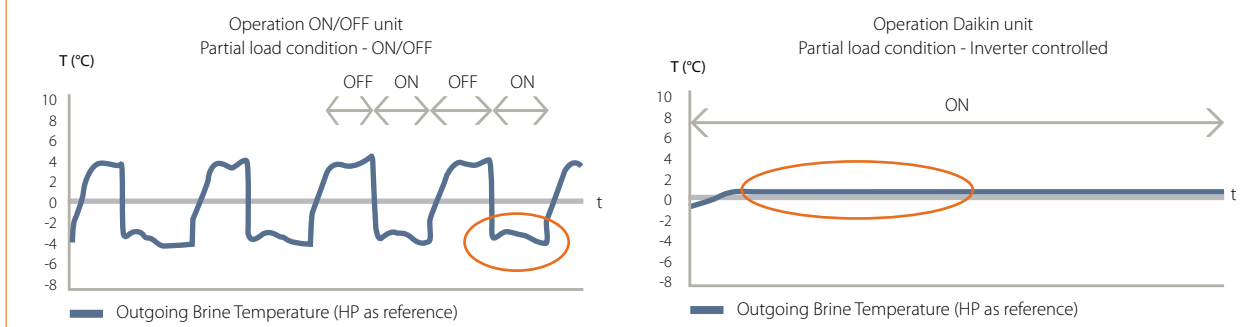 Operation ON/OFF unit
Partial load condition - ON/OFF
T (°C)
OFF ON OFF ON
10
8
6
4
2
0
-2
-4
-6
-8
t
Outgoing Brine Temperature (HP as reference)
Operation Daikin unit
Partial load condition - Inverter controlled
T (°C)
ON
10
8
6
4
2
0
-2
-4
-6
-8
t
Outgoing Brine Temperature (HP as reference)